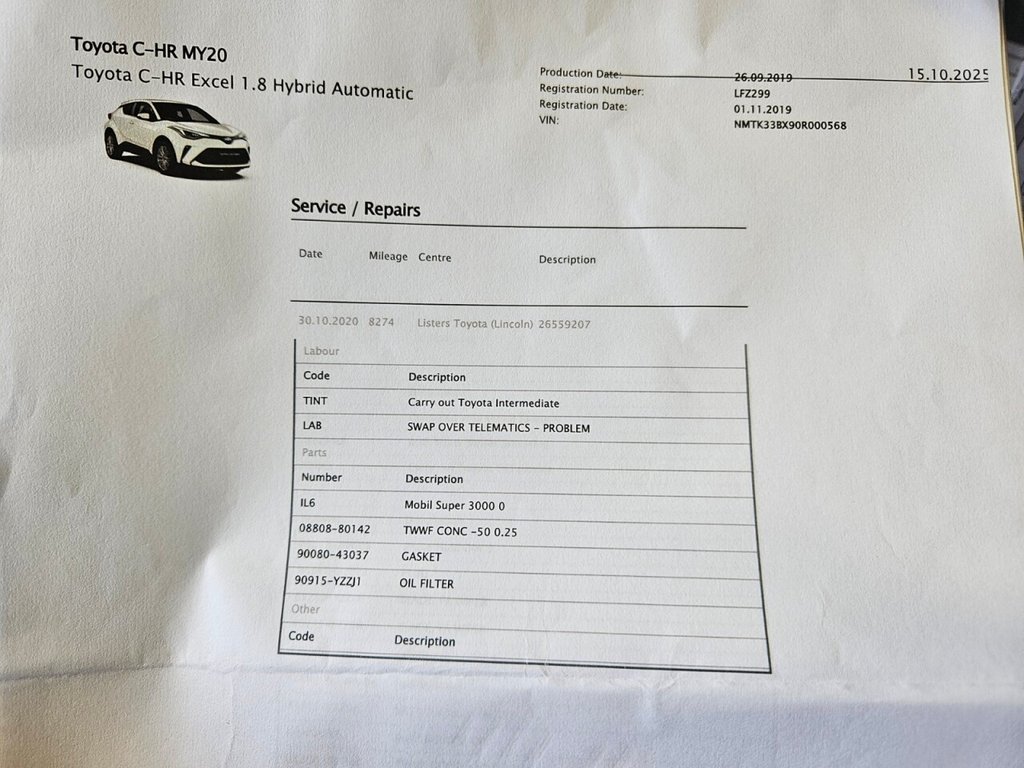 Toyota C-HR MY20
Toyota C-HR Excel 1.8 Hybrid Automatic
Production Date: 26.09.2019 15.10.2025
Registration Number: LFZ299
Registration Date: 01.11.2019
VIN: NMTK33BX90R000568
Service / Repairs
Date Mileage Centre Description
30.10.2020 8274 Listers Toyota (Lincoln) 26559207
Labour
Code Description
TINT Carry out Toyota Intermediate
LAB SWAP OVER TELEMATICS - PROBLEM
Parts
Number Description
IL6 Mobil Super 3000 0
08808-80142 TWWF CONC -50 0.25
90080-43037 GASKET
90915-YZZJ1 OIL FILTER
Other
Code Description